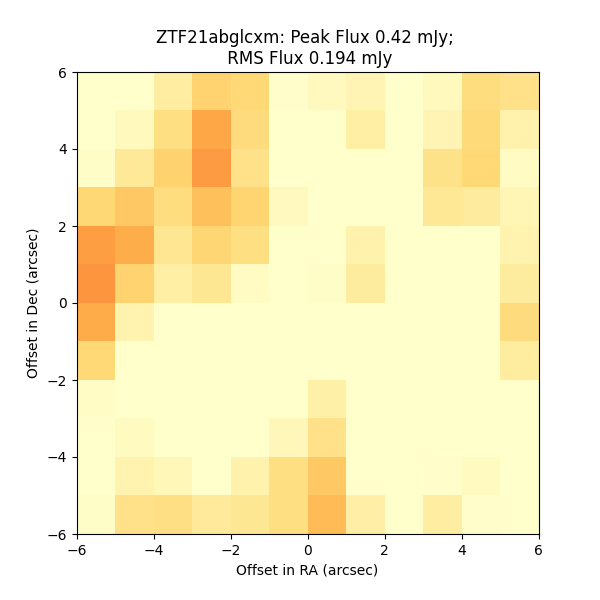 ZTF21abglcxm: Peak Flux 0.42 mJy;
RMS Flux 0.194 mJy
6
4
2
0
−2
−4
−6
Offset in Dec (arcsec)
−6 −4 −2 0 2 4 6
Offset in RA (arcsec)